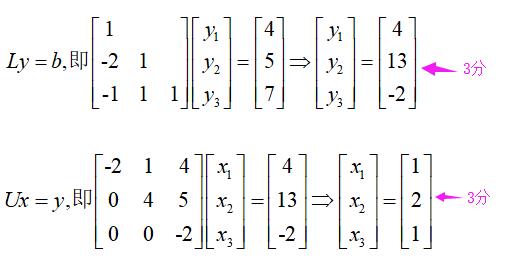 Ly = b,即 [1; -2 1; -1 1 1] [y₁; y₂; y₃] = [4; 5; 7] ⇒ [y₁; y₂; y₃] = [4; 13; -2] 3分
Ux = y,即 [-2 1 4; 0 4 5; 0 0 -2] [x₁; x₂; x₃] = [4; 13; -2] ⇒ [x₁; x₂; x₃] = [1; 2; 1] 3分